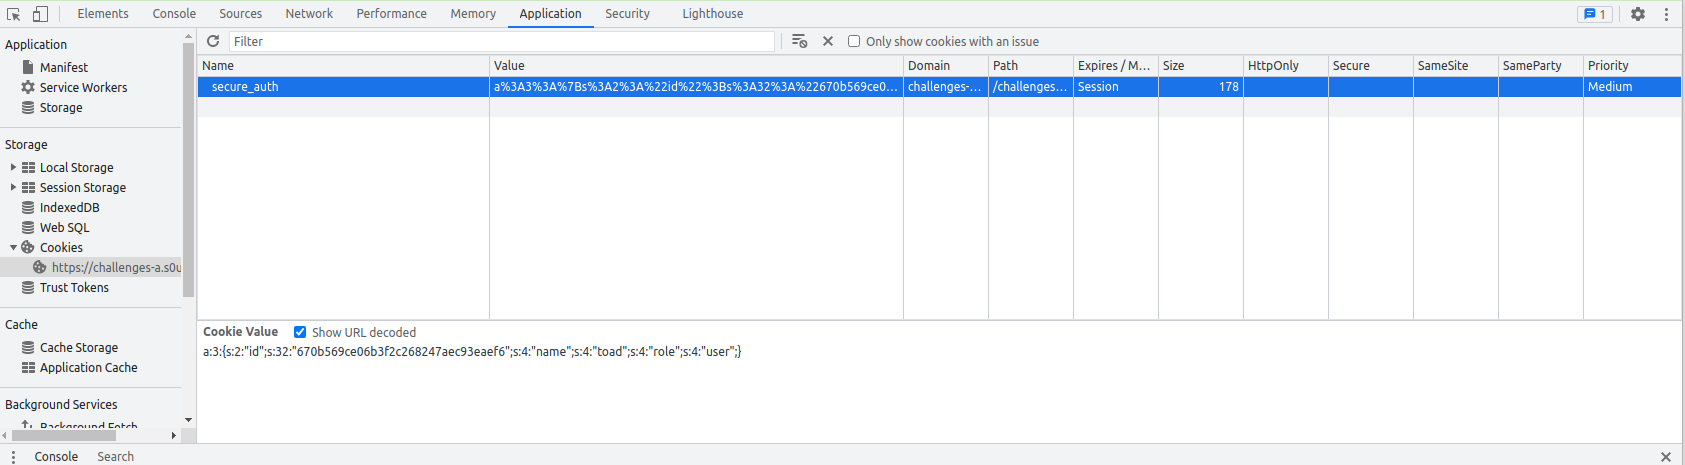 Elements Console Sources Network Performance Memory Application Security Lighthouse 1
Application
Manifest
Service Workers
Storage
Storage
Local Storage
Session Storage
IndexedDB
Web SQL
Cookies
https://challenges-a.s0u
Trust Tokens
Cache
Cache Storage
Application Cache
Background Services
Background Fetch
Filter Only show cookies with an issue
Name Value Domain Path Expires / M... Size HttpOnly Secure SameSite SameParty Priority
secure_auth a%3A3%3A%7Bs%3A2%3A%22id%22%3Bs%3A32%3A%22670b569ce0... challenges-... /challenges... Session 178 Medium
Cookie Value Show URL decoded
a:3:{s:2:"id";s:32:"670b569ce06b3f2c268247aec93eaef6";s:4:"name";s:4:"toad";s:4:"role";s:4:"user";}
Console Search